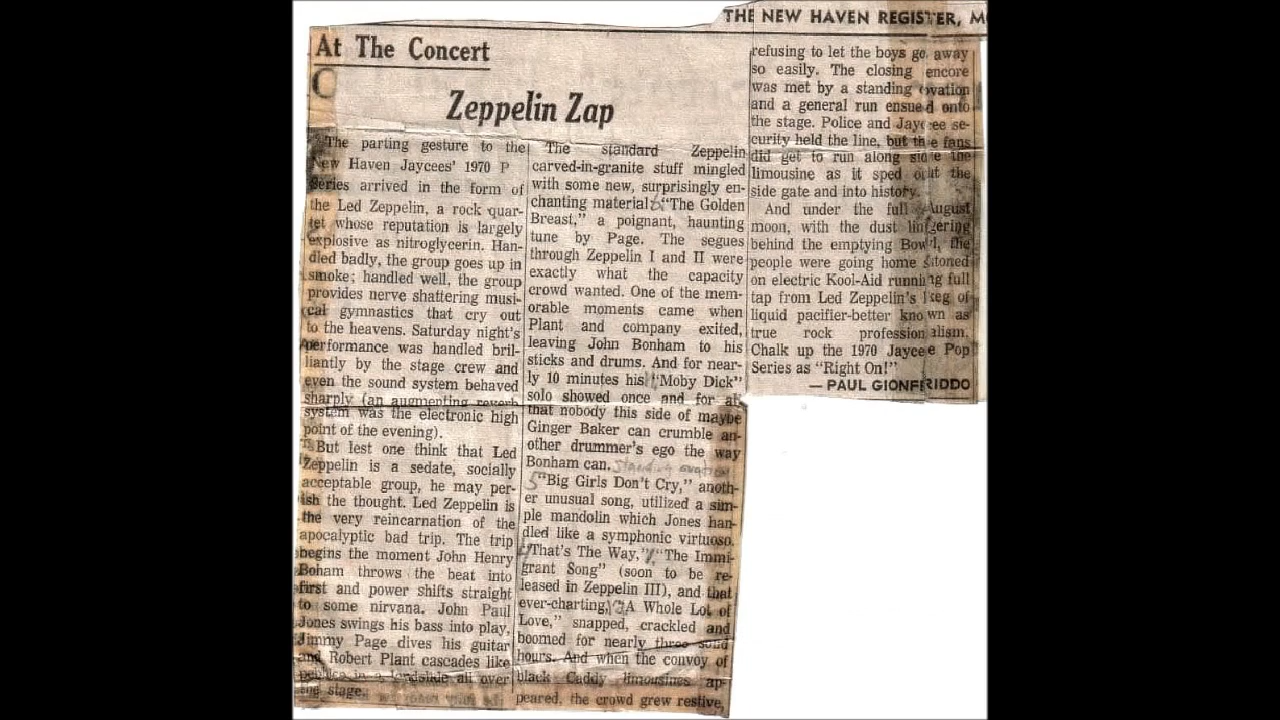 THE NEW HAVEN REGISTER, M
At The Concert
Zeppelin Zap
The parting gesture to the
New Haven Jaycees' 1970 P
Series arrived in the form of
the Led Zeppelin, a rock quar-
tet whose reputation is largely
explosive as nitroglycerin. Han-
dled badly, the group goes up in
smoke; handled well, the group
provides nerve shattering musi-
cal gymnastics that cry out
to the heavens. Saturday night's
performance was handled bril-
liantly by the stage crew and
even the sound system behaved
sharply (an augmenting reverb
system was the electronic high
point of the evening).
But lest one think that Led
Zeppelin is a sedate, socially
acceptable group, he may per-
ish the thought. Led Zeppelin is
the very reincarnation of the
apocalyptic bad trip. The trip
begins the moment John Henry
Boham throws the beat into
first and power shifts straight
to some nirvana. John Paul
Jones swings his bass into play,
Jimmy Page dives his guitar
and Robert Plant cascades like
in a landslide all over
the stage.
The standard Zeppelin
carved-in-granite stuff mingled
with some new, surprisingly en-
chanting material: 6 "The Golden
Breast," a poignant, haunting
tune by Page. The segues
through Zeppelin I and II were
exactly what the capacity
crowd wanted. One of the mem-
orable moments came when
Plant and company exited,
leaving John Bonham to his
sticks and drums. And for near-
ly 10 minutes his "Moby Dick"
solo showed once and for all
that nobody this side of maybe
Ginger Baker can crumble an-
other drummer's ego the way
Bonham can. Standing ovation
5 "Big Girls Don't Cry," anoth-
er unusual song, utilized a sim-
ple mandolin which Jones han-
dled like a symphonic virtuoso.
"That's The Way," "The Immi-
grant Song" (soon to be re-
leased in Zeppelin III), and that
ever-charting, "A Whole Lot of
Love," snapped, crackled and
boomed for nearly three solid
hours. And when the convoy of
black Caddy limousines ap-
peared, the crowd grew restive,
refusing to let the boys go away
so easily. The closing encore
was met by a standing ovation
and a general run ensued onto
the stage. Police and Jaycee se-
curity held the line, but the fans
did get to run along side the
limousine as it sped out the
side gate and into history.
And under the full August
moon, with the dust lingering
behind the emptying Bowl, the
people were going home stoned
on electric Kool-Aid running full
tap from Led Zeppelin's keg of
liquid pacifier-better known as
true rock professionalism.
Chalk up the 1970 Jaycee Pop
Series as "Right On!"
— PAUL GIONFRIDDO